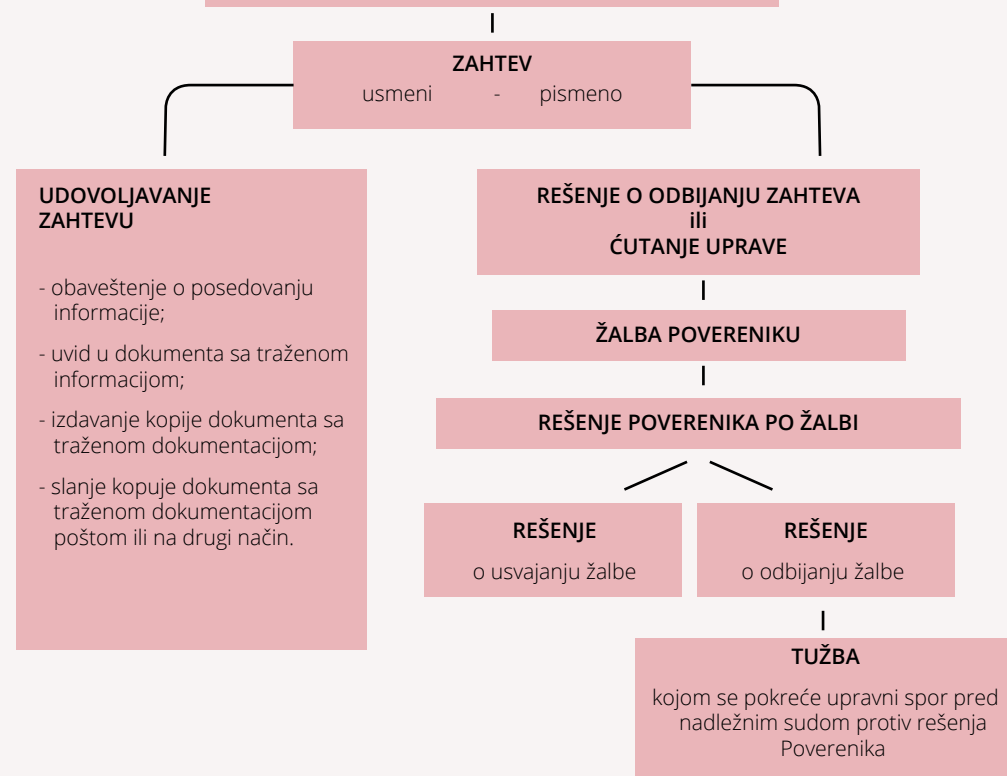 ZAHTEV
usmeni - pismeno
UDOVOLJAVANJE
ZAHTEVU
- obaveštenje o posedovanju
informacije;
- uvid u dokumenta sa traženom
informacijom;
- izdavanje kopije dokumenta sa
traženom dokumentacijom;
- slanje kopuje dokumenta sa
traženom dokumentacijom
poštom ili na drugi način.
REŠENJE O ODBIJANJU ZAHTEVA
ili
ĆUTANJE UPRAVE
ŽALBA POVERENIKU
REŠENJE POVERENIKA PO ŽALBI
REŠENJE
o usvajanju žalbe
REŠENJE
o odbijanju žalbe
TUŽBA
kojom se pokreće upravni spor pred
nadležnim sudom protiv rešenja
Poverenika